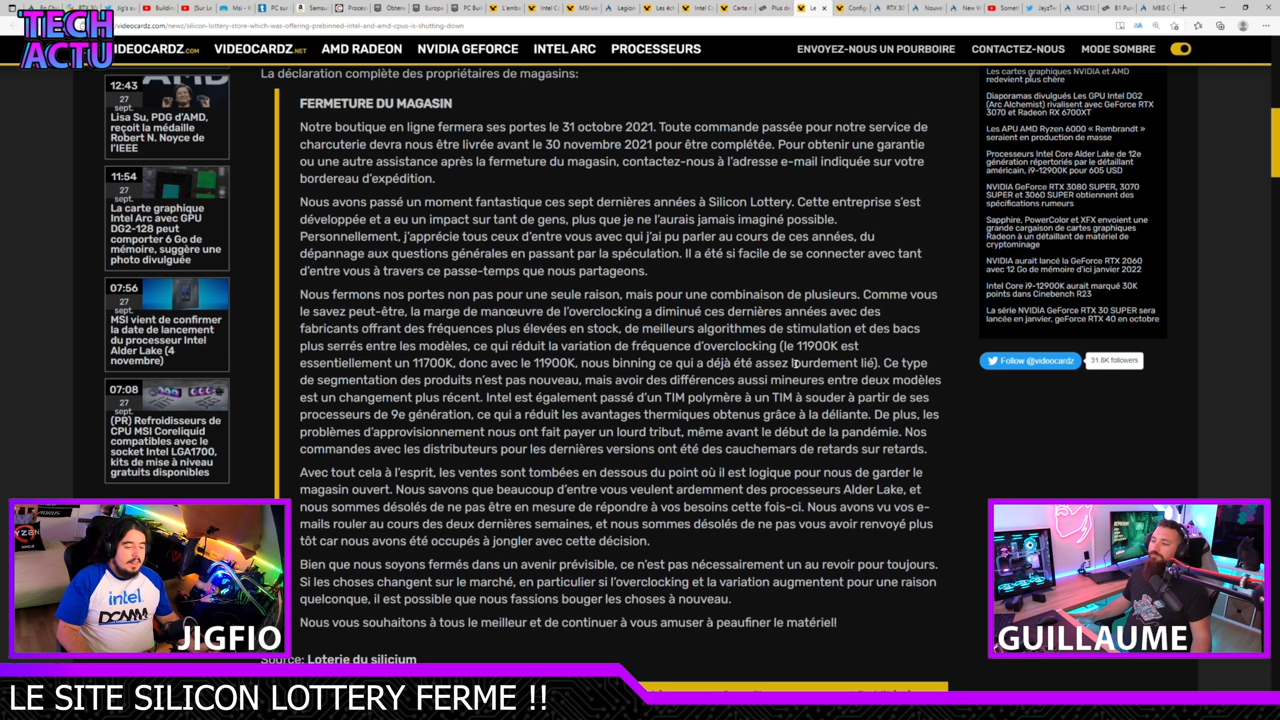 TECH
ACTU
videocardz.com/newz/silicon-lottery-store-which-was-offering-prebinned-intel-and-amd-cpus-is-shutting-down
VIDEOCARDZ.COM VIDEOCARDZ.NET AMD RADEON NVIDIA GEFORCE INTEL ARC PROCESSEURS ENVOYEZ-NOUS UN POURBOIRE CONTACTEZ-NOUS MODE SOMBRE
12:43
27
sept.
Lisa Su, PDG d'AMD,
reçoit la médaille
Robert N. Noyce de
l'IEEE
11:54
27
sept.
La carte graphique
Intel Arc avec GPU
DG2-128 peut
comporter 6 Go de
mémoire, suggère une
photo divulguée
07:56
27
sept.
MSI vient de confirmer
la date de lancement
du processeur Intel
Alder Lake (4
novembre)
07:08
27
sept.
(PR) Refroidisseurs de
CPU MSI Coreliquid
compatibles avec le
socket Intel LGA1700,
kits de mise à niveau
gratuits disponibles
La déclaration complète des propriétaires de magasins:
FERMETURE DU MAGASIN
Notre boutique en ligne fermera ses portes le 31 octobre 2021. Toute commande passée pour notre service de
charcuterie devra nous être livrée avant le 30 novembre 2021 pour être complétée. Pour obtenir une garantie
ou une autre assistance après la fermeture du magasin, contactez-nous à l'adresse e-mail indiquée sur votre
bordereau d'expédition.
Nous avons passé un moment fantastique ces sept dernières années à Silicon Lottery. Cette entreprise s'est
développée et a eu un impact sur tant de gens, plus que je ne l'aurais jamais imaginé possible.
Personnellement, j'apprécie tous ceux d'entre vous avec qui j'ai pu parler au cours de ces années, du
dépannage aux questions générales en passant par la spéculation. Il a été si facile de se connecter avec tant
d'entre vous à travers ce passe-temps que nous partageons.
Nous fermons nos portes non pas pour une seule raison, mais pour une combinaison de plusieurs. Comme vous
le savez peut-être, la marge de manœuvre de l'overclocking a diminué ces dernières années avec des
fabricants offrant des fréquences plus élevées en stock, de meilleurs algorithmes de stimulation et des bacs
plus serrés entre les modèles, ce qui réduit la variation de fréquence d'overclocking (le 11900K est
essentiellement un 11700K, donc avec le 11900K, nous binning ce qui a déjà été assez lourdement lié). Ce type
de segmentation des produits n'est pas nouveau, mais avoir des différences aussi mineures entre deux modèles
est un changement plus récent. Intel est également passé d'un TIM polymère à un TIM à souder à partir de ses
processeurs de 9e génération, ce qui a réduit les avantages thermiques obtenus grâce à la déliante. De plus, les
problèmes d'approvisionnement nous ont fait payer un lourd tribut, même avant le début de la pandémie. Nos
commandes avec les distributeurs pour les dernières versions ont été des cauchemars de retards sur retards.
Avec tout cela à l'esprit, les ventes sont tombées en dessous du point où il est logique pour nous de garder le
magasin ouvert. Nous savons que beaucoup d'entre vous veulent ardemment des processeurs Alder Lake, et
nous sommes désolés de ne pas être en mesure de répondre à vos besoins cette fois-ci. Nous avons vu vos e-
mails rouler au cours des deux dernières semaines, et nous sommes désolés de ne pas vous avoir renvoyé plus
tôt car nous avons été occupés à jongler avec cette décision.
Bien que nous soyons fermés dans un avenir prévisible, ce n'est pas nécessairement un au revoir pour toujours.
Si les choses changent sur le marché, en particulier si l'overclocking et la variation augmentent pour une raison
quelconque, il est possible que nous fassions bouger les choses à nouveau.
Nous vous souhaitons à tous le meilleur et de continuer à vous amuser à peaufiner le matériel!
Source: Loterie du silicium
Les cartes graphiques NVIDIA et AMD
redevient plus chère
Diaporamas divulgués Les GPU Intel DG2
(Arc Alchemist) rivalisent avec GeForce RTX
3070 et Radeon RX 6700XT
Les APU AMD Ryzen 6000 « Rembrandt »
seraient en production de masse
Processeurs Intel Core Alder Lake de 12e
génération répertoriés par le détaillant
américain, i9-12900K pour 605 USD
NVIDIA GeForce RTX 3080 SUPER, 3070
SUPER et 3060 SUPER obtiennent des
spécifications rumeurs
Sapphire, PowerColor et XFX envoient une
grande cargaison de cartes graphiques
Radeon à un détaillant de matériel de
cryptominage
NVIDIA aurait lancé la GeForce RTX 2060
avec 12 Go de mémoire d'ici janvier 2022
Intel Core i9-12900K aurait marqué 30K
points dans Cinebench R23
La série NVIDIA GeForce RTX 30 SUPER sera
lancée en janvier, geForce RTX 40 en octobre
Follow @videocardz 31.6K followers
intel
JIGFIO
GUILLAUME
LE SITE SILICON LOTTERY FERME !!